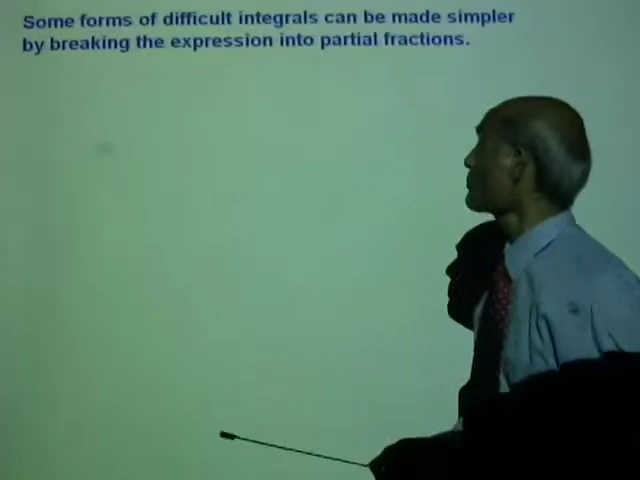 Some forms of difficult integrals can be made simpler
by breaking the expression into partial fractions.